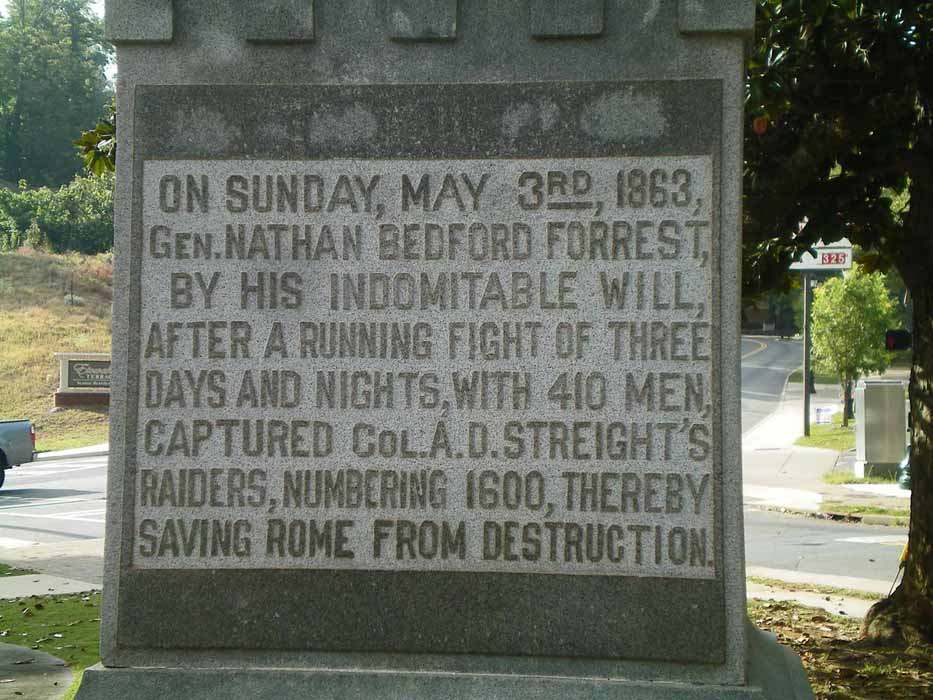 ON SUNDAY, MAY 3RD, 1863,
GEN. NATHAN BEDFORD FORREST,
BY HIS INDOMITABLE WILL,
AFTER A RUNNING FIGHT OF THREE
DAYS AND NIGHTS, WITH 410 MEN,
CAPTURED COL. A.D. STREIGHT'S
RAIDERS, NUMBERING 1600, THEREBY
SAVING ROME FROM DESTRUCTION.
325
TERRACE